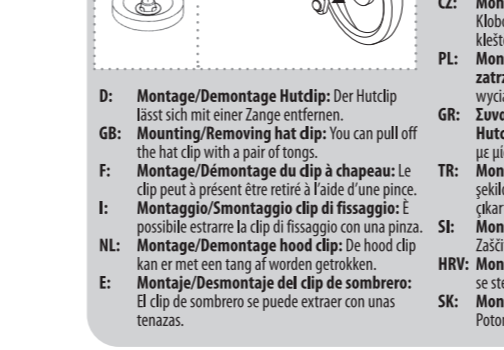 D: Montage/Demontage Hutclip: Der Hutclip
lässt sich mit einer Zange entfernen.
GB: Mounting/Removing hat clip: You can pull off
the hat clip with a pair of tongs.
F: Montage/Démontage du clip à chapeau: Le
clip peut à présent être retiré à l’aide d’une pince.
I: Montaggio/Smontaggio clip di fissaggio: È
possibile estrarre la clip di fissaggio con una pinza.
NL: Montage/Demontage hood clip: De hood clip
kan er met een tang af worden getrokken.
E: Montaje/Desmontaje del clip de sombrero:
El clip de sombrero se puede extraer con unas
tenazas.
CZ:
PL:
GR:
TR:
SI:
HRV:
se
SK: